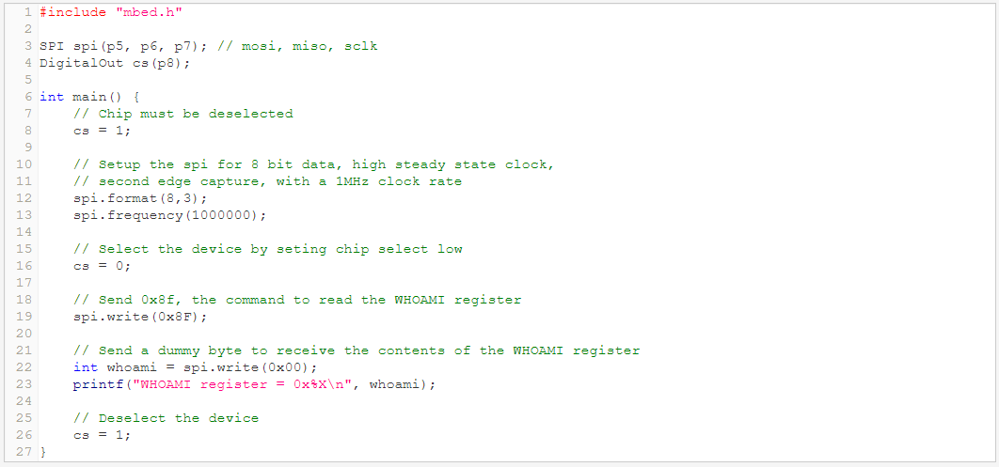 1 #include "mbed.h"
2
3 SPI spi(p5, p6, p7); // mosi, miso, sclk
4 DigitalOut cs(p8);
5
6 int main() {
7     // Chip must be deselected
8     cs = 1;
9
10     // Setup the spi for 8 bit data, high steady state clock,
11     // second edge capture, with a 1MHz clock rate
12     spi.format(8,3);
13     spi.frequency(1000000);
14
15     // Select the device by seting chip select low
16     cs = 0;
17
18     // Send 0x8f, the command to read the WHOAMI register
19     spi.write(0x8F);
20
21     // Send a dummy byte to receive the contents of the WHOAMI register
22     int whoami = spi.write(0x00);
23     printf("WHOAMI register = 0x%X\n", whoami);
24
25     // Deselect the device
26     cs = 1;
27 }